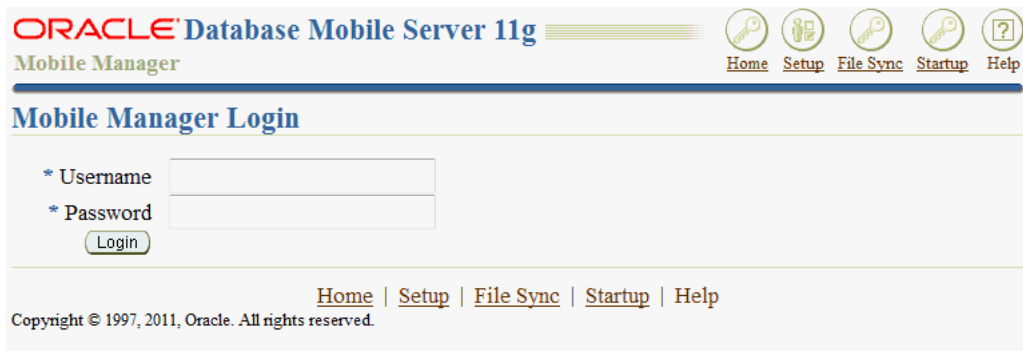 ORACLE Database Mobile Server 11g
Mobile Manager
Home Setup File Sync Startup Help
Mobile Manager Login
* Username
* Password
Login
Home | Setup | File Sync | Startup | Help
Copyright © 1997, 2011, Oracle. All rights reserved.